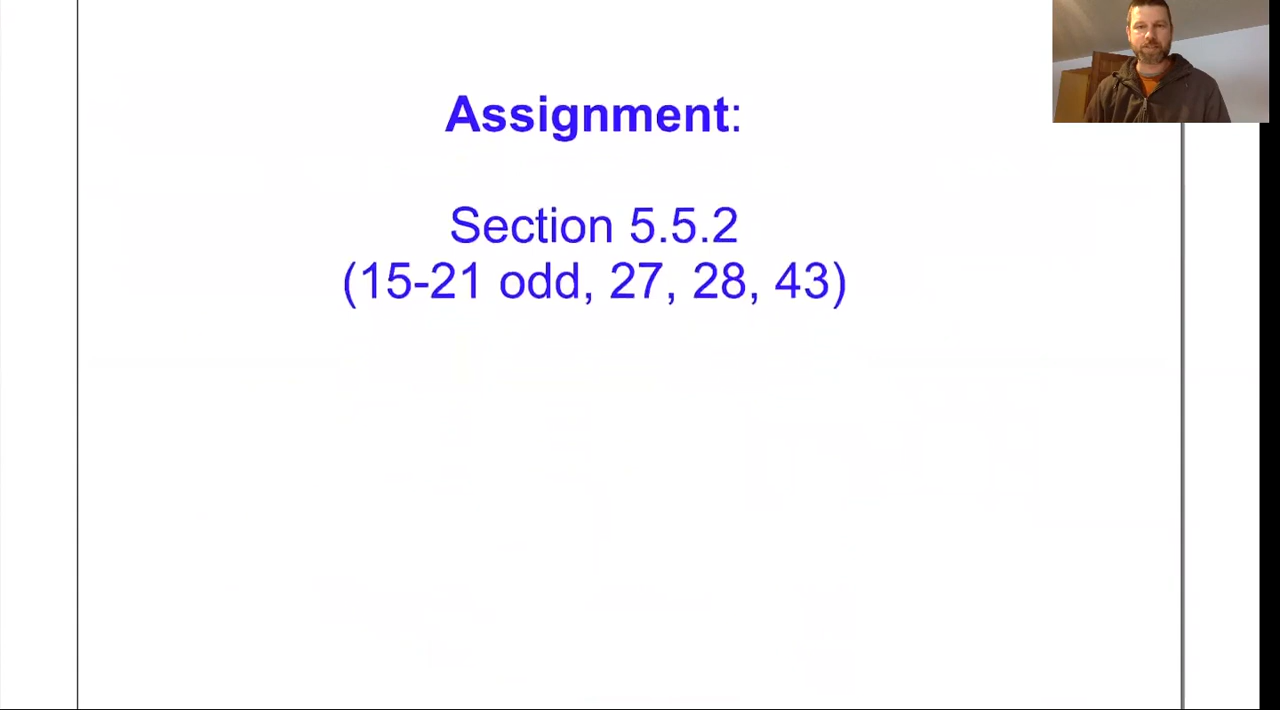 Assignment:
Section 5.5.2
(15-21 odd, 27, 28, 43)